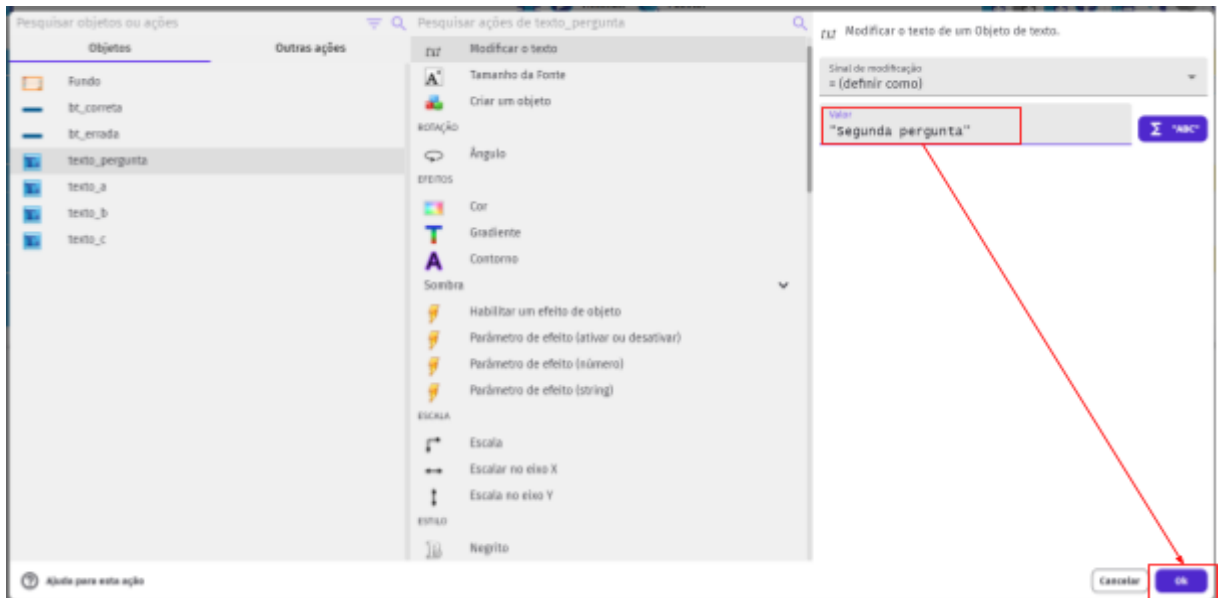 Pesquisar objetos ou ações
Objetos
Outras ações
Fundo
bt_correta
bt_errada
texto_pergunta
texto_a
texto_b
texto_c
Pesquisar ações de texto_pergunta
Modificar o texto
Tamanho da Fonte
Criar um objeto
ROTAÇÃO
Ângulo
EFEITOS
Cor
Gradiente
Contorno
Sombra
Habilitar um efeito de objeto
Parâmetro de efeito (ativar ou desativar)
Parâmetro de efeito (número)
Parâmetro de efeito (string)
ESCALA
Escala
Escalar no eixo X
Escala no eixo Y
ESTILO
Negrito
Modificar o texto de um Objeto de texto.
Sinal de modificação
= (definir como)
Valor
"Segunda pergunta"
Σ "ABC"
Ajuda para esta ação
Cancelar
Ok